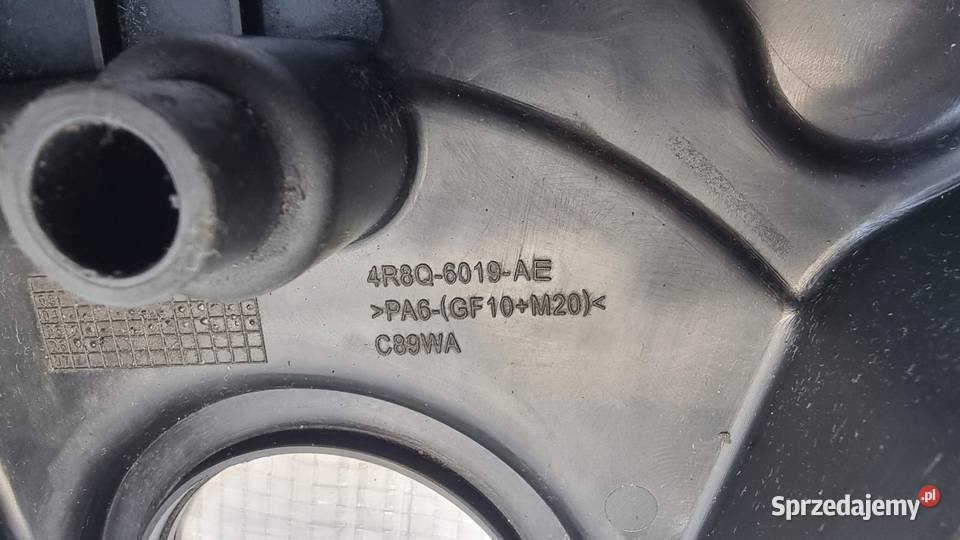 4R8Q-6019-AE
>PA6-(GF10+M20)<
C89WA
Sprzedajemy.pl